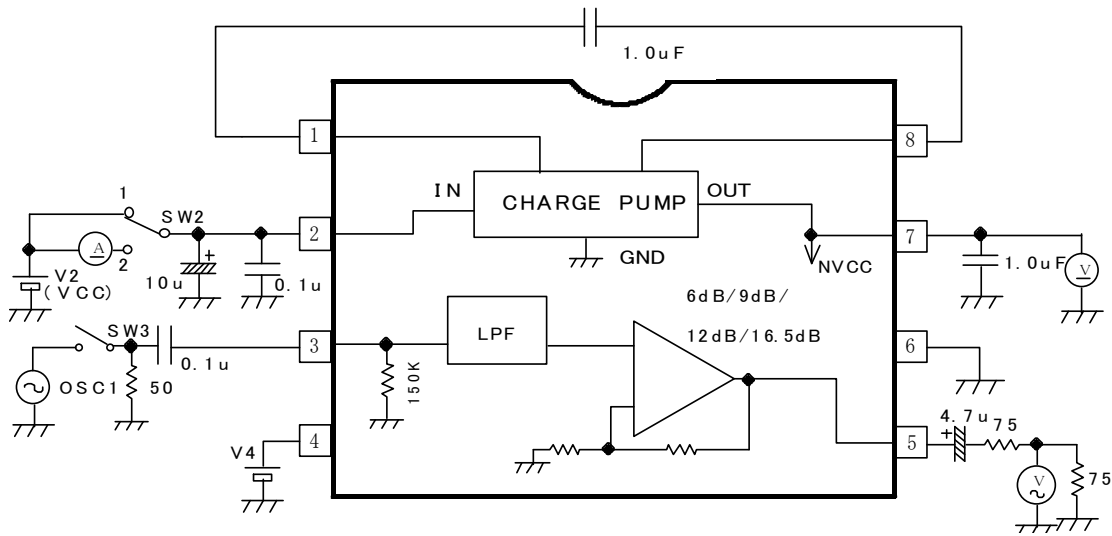 1.0uF
1
8
IN
CHARGE PUMP
OUT
1
SW2
A
2
2
V2
(VCC)
+
10u
0.1u
GND
NVCC
7
1.0uF
V
6dB/9dB/
12dB/16.5dB
SW3
OSC1
50
0.1u
3
150K
LPF
6
V4
4
5
4.7u
+
75
V
75